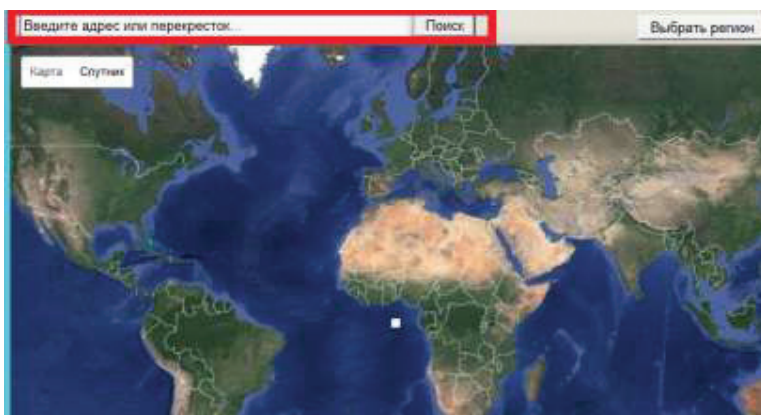 Введите адрес или перекресток... Поиск Выбрать регион
Карта Спутник